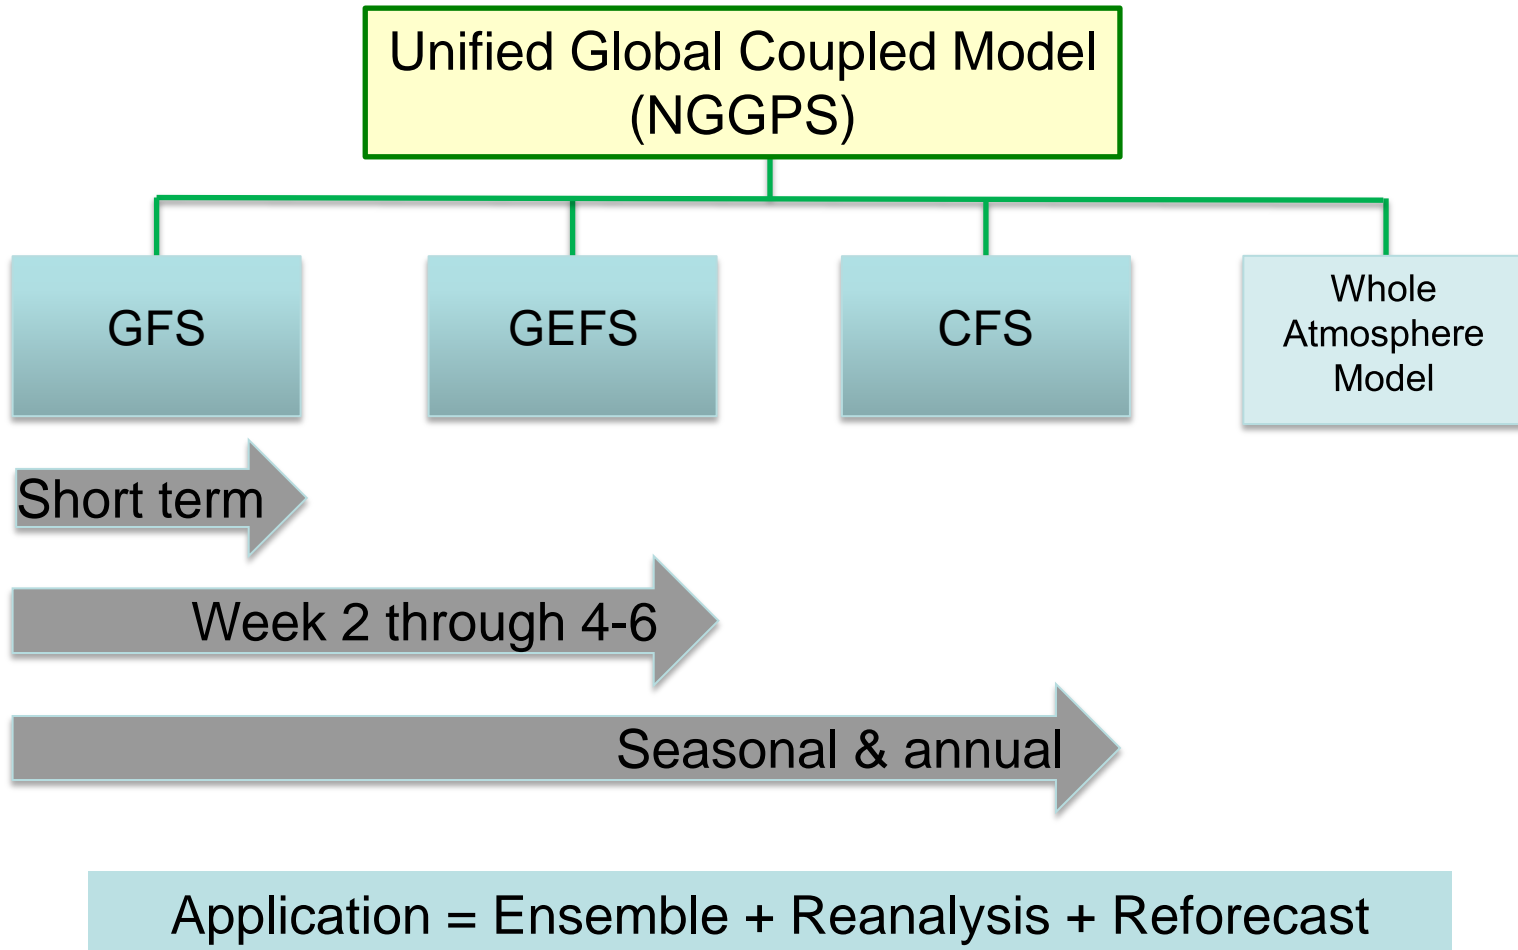 Unified Global Coupled Model
(NGGPS)
GFS
GEFS
CFS
Whole
Atmosphere
Model
Short term
Week 2 through 4-6
Seasonal & annual
Application = Ensemble + Reanalysis + Reforecast